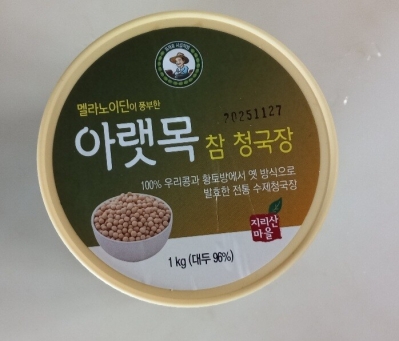 멜라노이딘이 풍부한
20251127
아랫목 참 청국장
100% 우리콩과 황토방에서 옛 방식으로
발효한 전통 수제청국장
지리산
마을
1 kg (대두 96%)